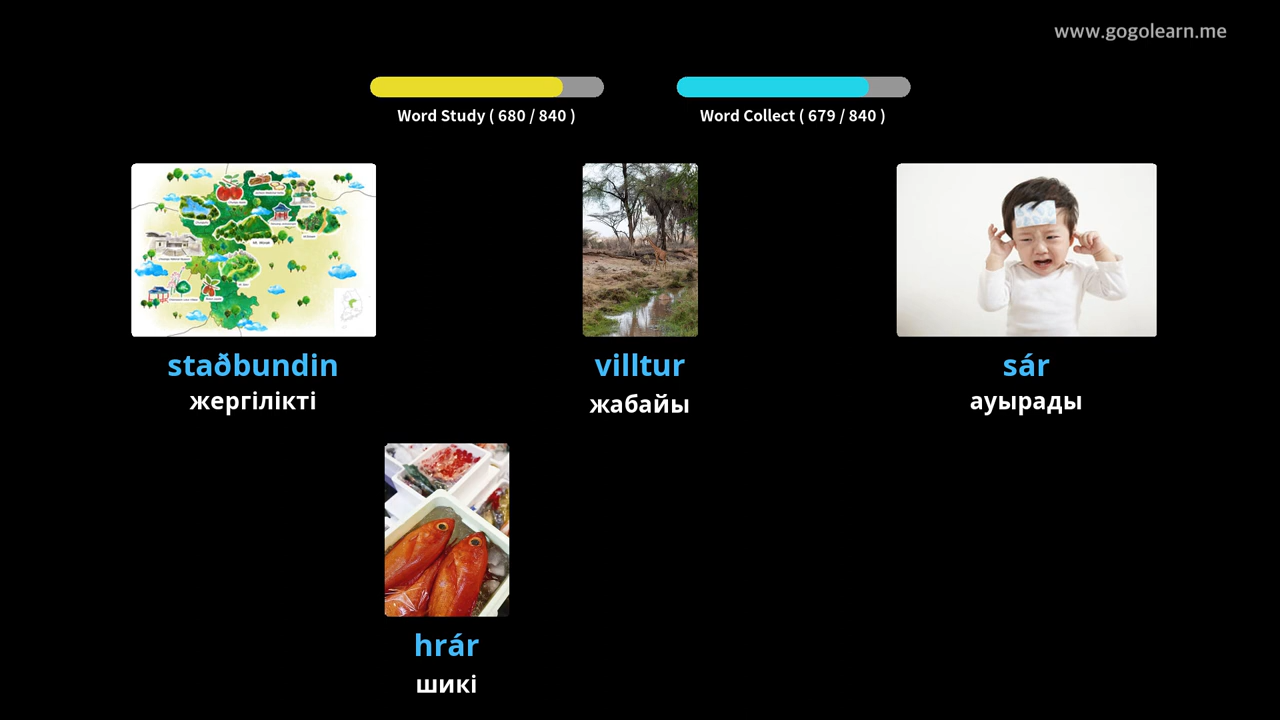 www.gogolearn.me
Word Study ( 680 / 840 )
Word Collect ( 679 / 840 )
staðbundin
жергілікті
villtur
жабайы
sár
ауырады
hrár
шикі